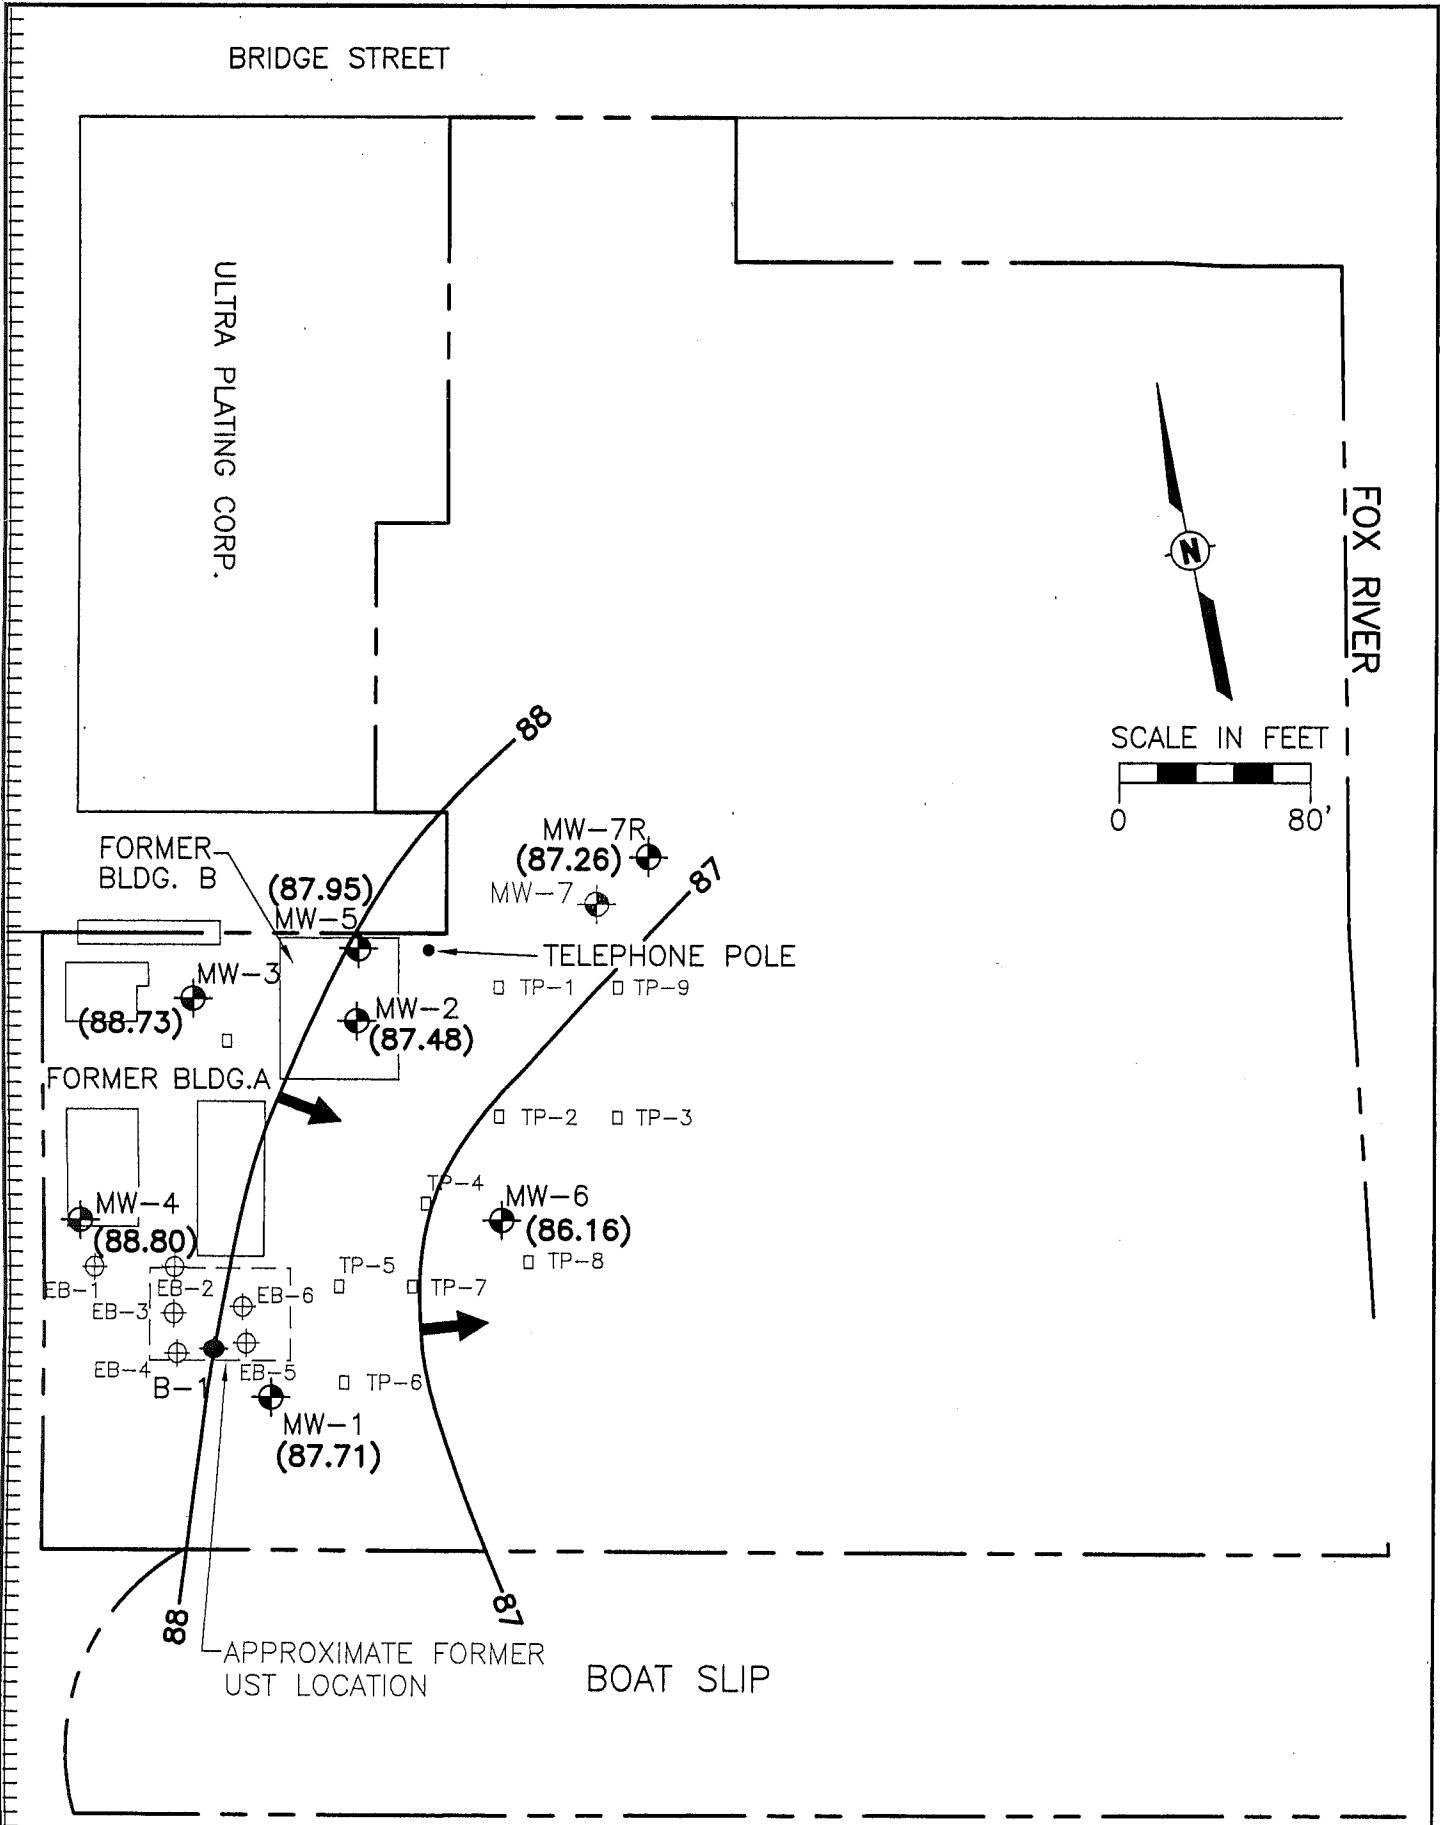 BRIDGE STREET
ULTRA PLATING CORP.
FOX RIVER
N
SCALE IN FEET
0 80'
88
MW-7R
(87.26)
87
MW-7
FORMER
BLDG. B
(87.95)
MW-5
TELEPHONE POLE
MW-3
(88.73)
TP-1
TP-9
MW-2
(87.48)
FORMER BLDG.A
TP-2
TP-3
TP-4
MW-4
(88.80)
MW-6
(86.16)
TP-8
TP-5
TP-7
EB-1
EB-2
EB-3
EB-6
EB-4
EB-5
B-1
TP-6
MW-1
(87.71)
88
87
APPROXIMATE FORMER
UST LOCATION
BOAT SLIP